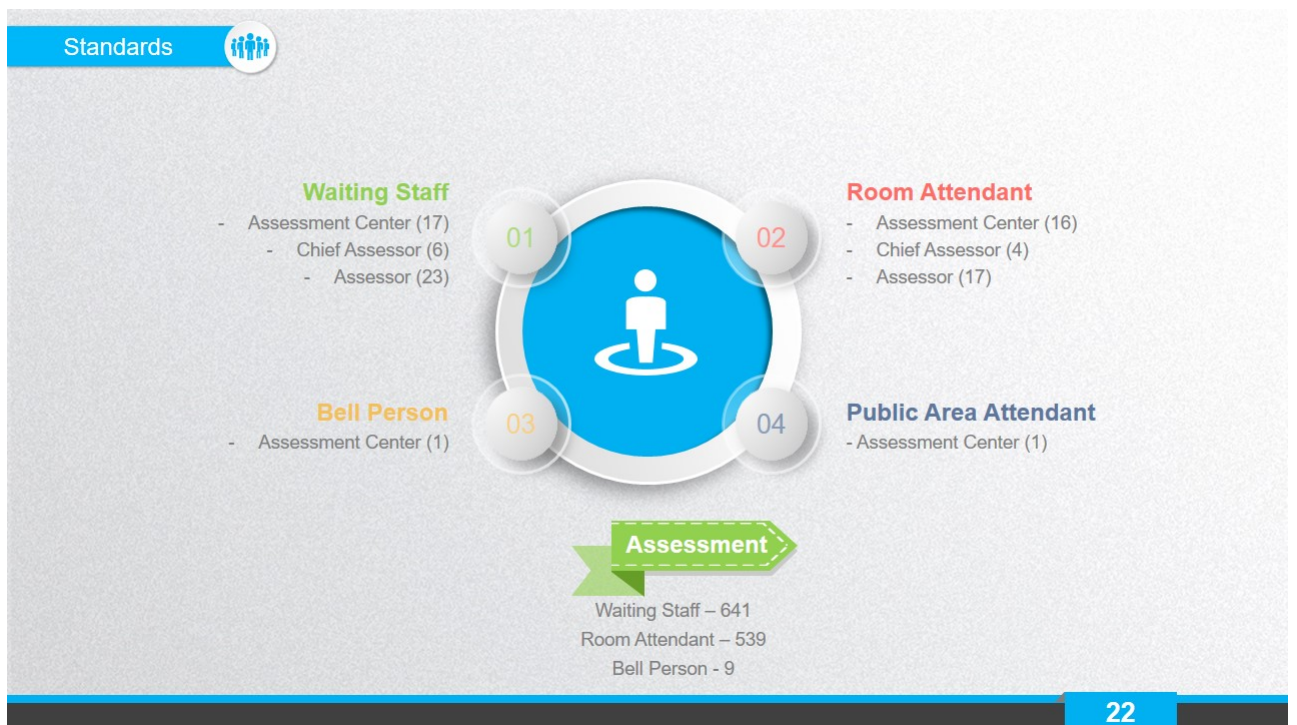 Standards
Waiting Staff
- Assessment Center (17)
- Chief Assessor (6)
- Assessor (23)
01
02
Room Attendant
- Assessment Center (16)
- Chief Assessor (4)
- Assessor (17)
Bell Person
- Assessment Center (1)
03
04
Public Area Attendant
- Assessment Center (1)
Assessment
Waiting Staff – 641
Room Attendant – 539
Bell Person - 9
22